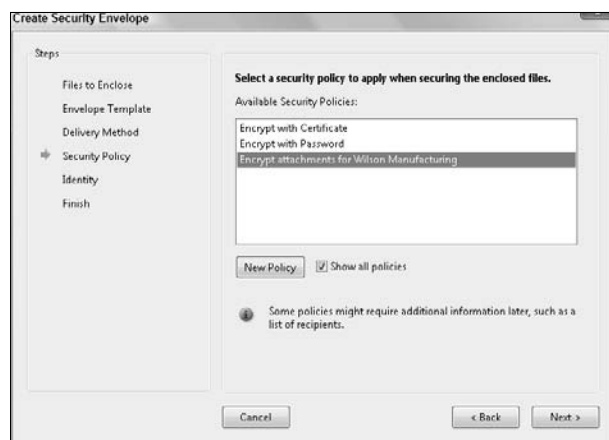 Create Security Envelope
Steps
Files to Enclose
Envelope Template
Delivery Method
Security Policy
Identity
Finish
Select a security policy to apply when securing the enclosed files.
Available Security Policies:
Encrypt with Certificate
Encrypt with Password
Encrypt attachments for Wilson Manufacturing
New Policy
Show all policies
Some policies might require additional information later, such as a
list of recipients.
Cancel
< Back
Next >